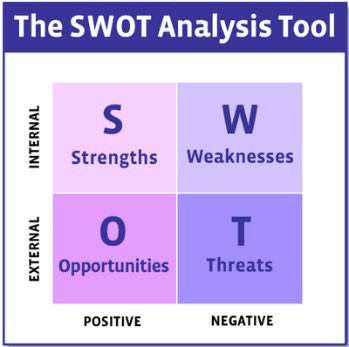 The SWOT Analysis Tool
INTERNAL
S
Strengths
W
Weaknesses
EXTERNAL
O
Opportunities
T
Threats
POSITIVE
NEGATIVE